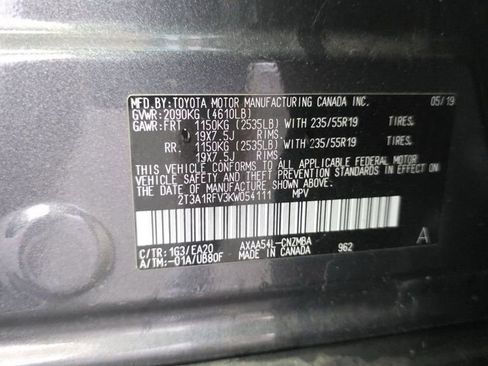 MFD.BY: TOYOTA MOTOR MANUFACTURING CANADA INC. 05/19
GVWR: 2090KG (4610LB)
GAWR: FRT. 1150KG (2535LB) WITH 235/55R19 TIRES,
19X7.5J RIMS.
RR. 1150KG (2535LB) WITH 235/55R19 TIRES,
19X7.5J RIMS.
THIS VEHICLE CONFORMS TO ALL APPLICABLE FEDERAL MOTOR
VEHICLE SAFETY AND THEFT PREVENTION STANDARDS IN EFFECT
ON THE DATE OF MANUFACTURE SHOWN ABOVE.
2T3A1RFV3KW054111 MPV
C/TR: 1G3/EA20 AXAA54L-CNZMBA A
A/TM: -01A/UB80F MADE IN CANADA 962